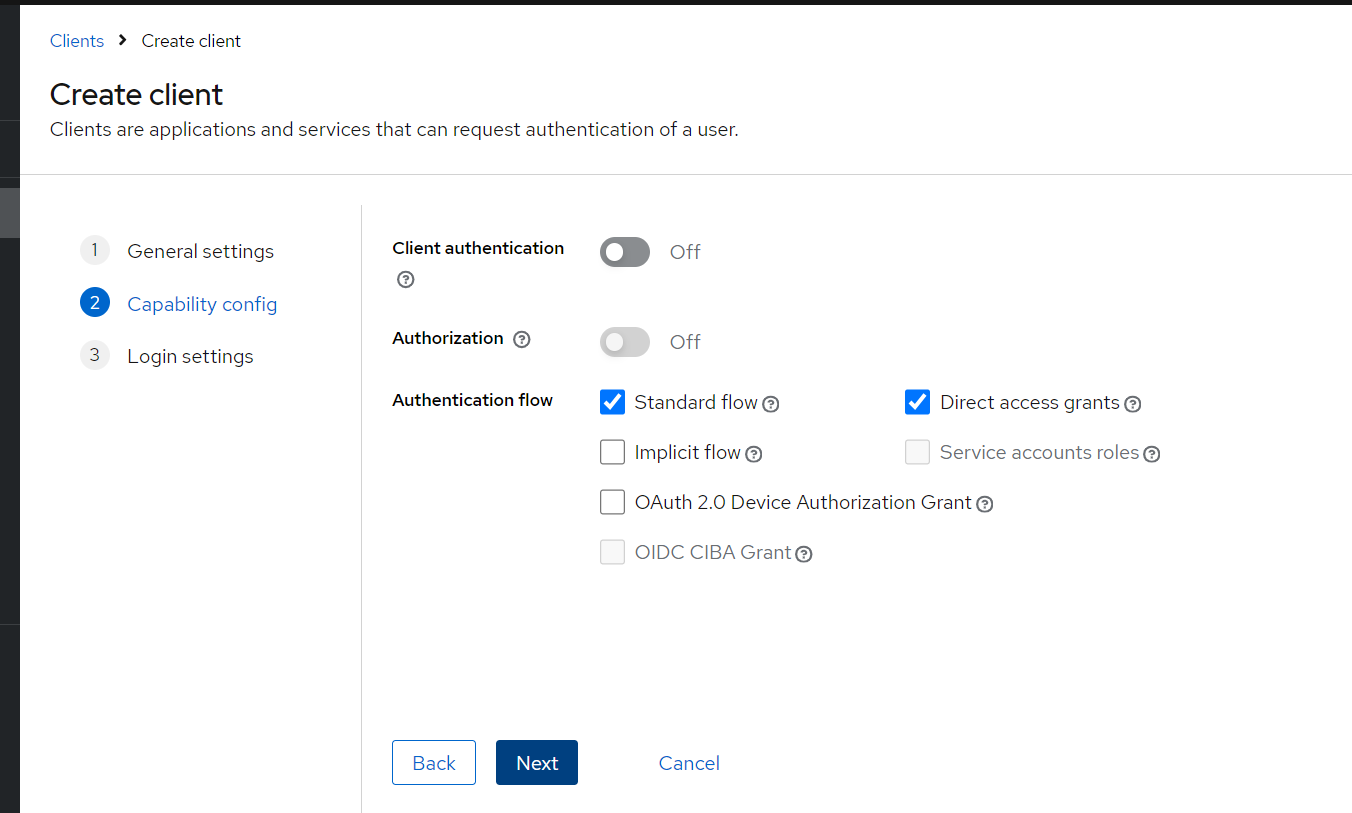 Clients > Create client
Create client
Clients are applications and services that can request authentication of a user.
1 General settings
2 Capability config
3 Login settings
Client authentication
Off
Authorization
Off
Authentication flow
Standard flow
Direct access grants
Implicit flow
Service accounts roles
OAuth 2.0 Device Authorization Grant
OIDC CIBA Grant
Back
Next
Cancel